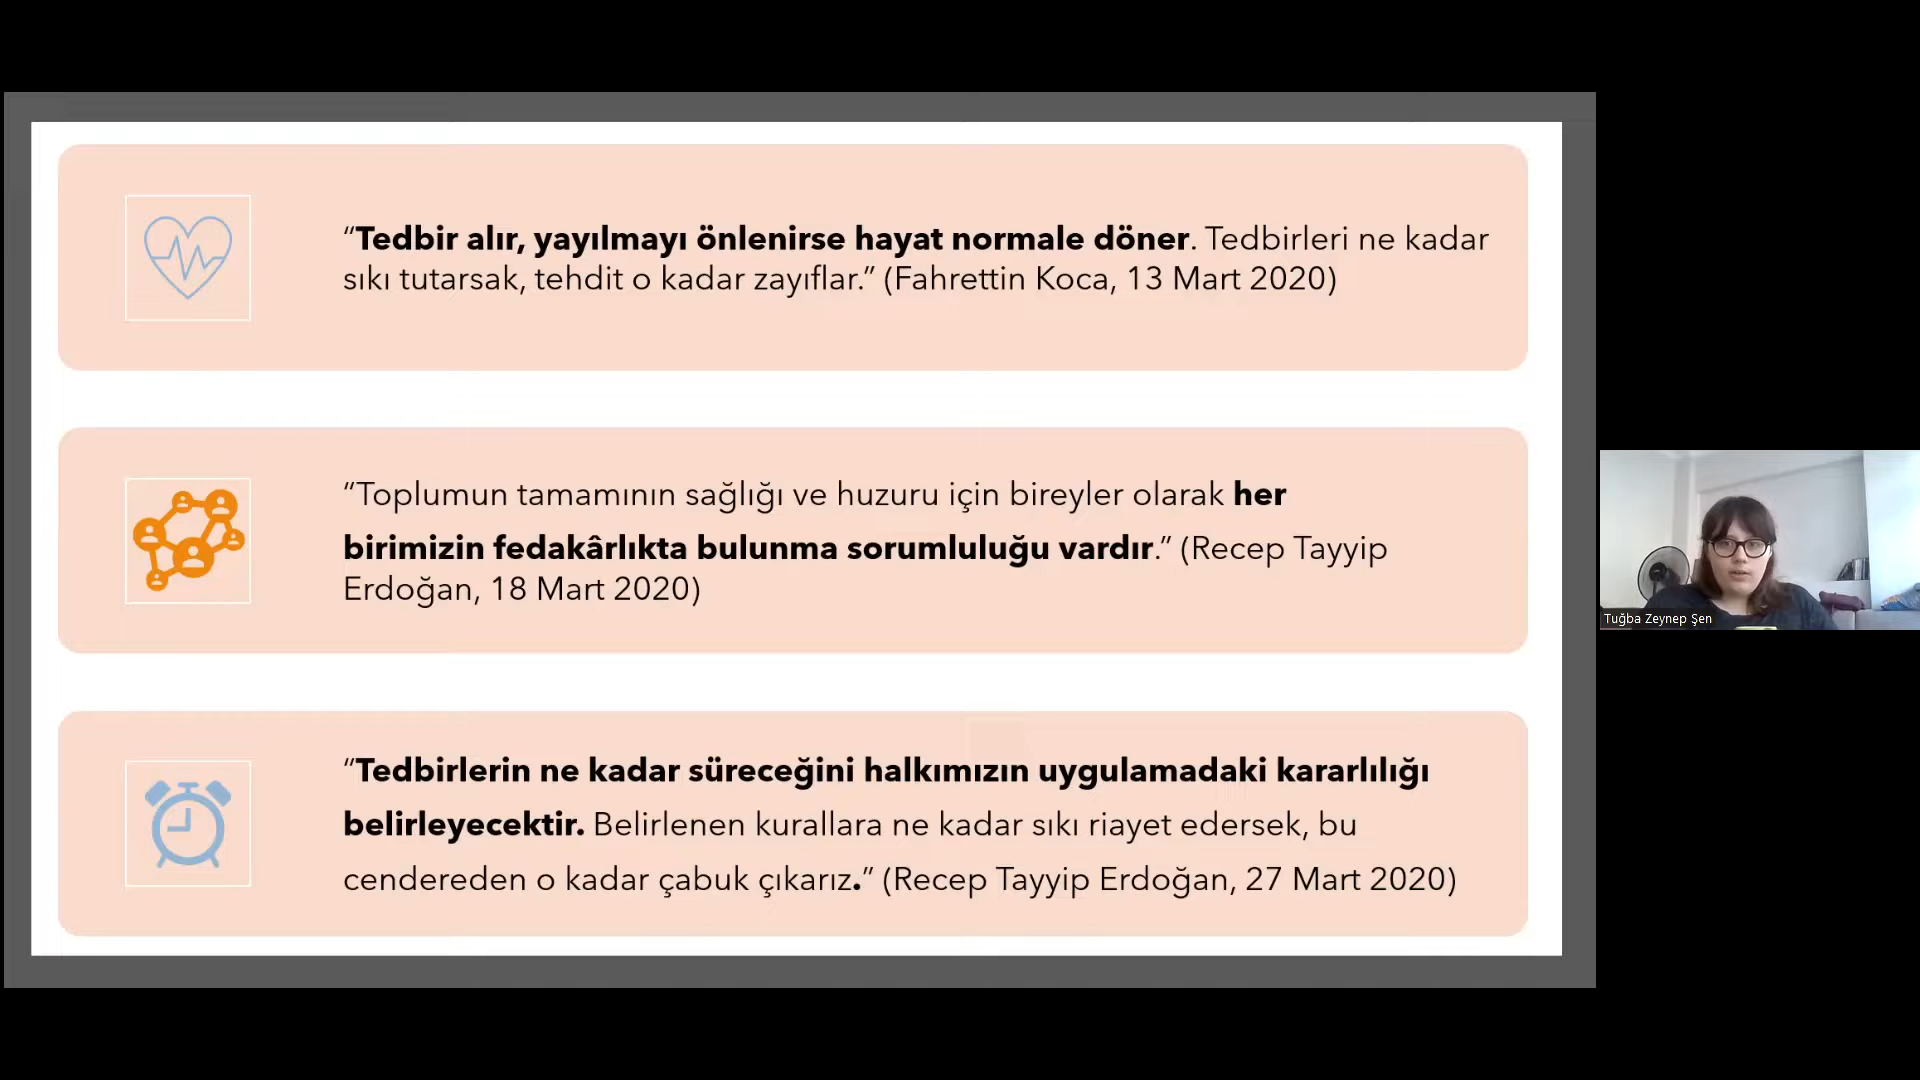 “Tedbir alır, yayılmayı önlenirse hayat normale döner. Tedbirleri ne kadar
sıkı tutarsak, tehdit o kadar zayıflar.” (Fahrettin Koca, 13 Mart 2020)
“Toplumun tamamının sağlığı ve huzuru için bireyler olarak her
birimizin fedakârlıkta bulunma sorumluluğu vardır.” (Recep Tayyip
Erdoğan, 18 Mart 2020)
“Tedbirlerin ne kadar süreceğini halkımızın uygulamadaki kararlılığı
belirleyecektir. Belirlenen kurallara ne kadar sıkı riayet edersek, bu
cendereden o kadar çabuk çıkarız.” (Recep Tayyip Erdoğan, 27 Mart 2020)
Tuğba Zeynep Şen